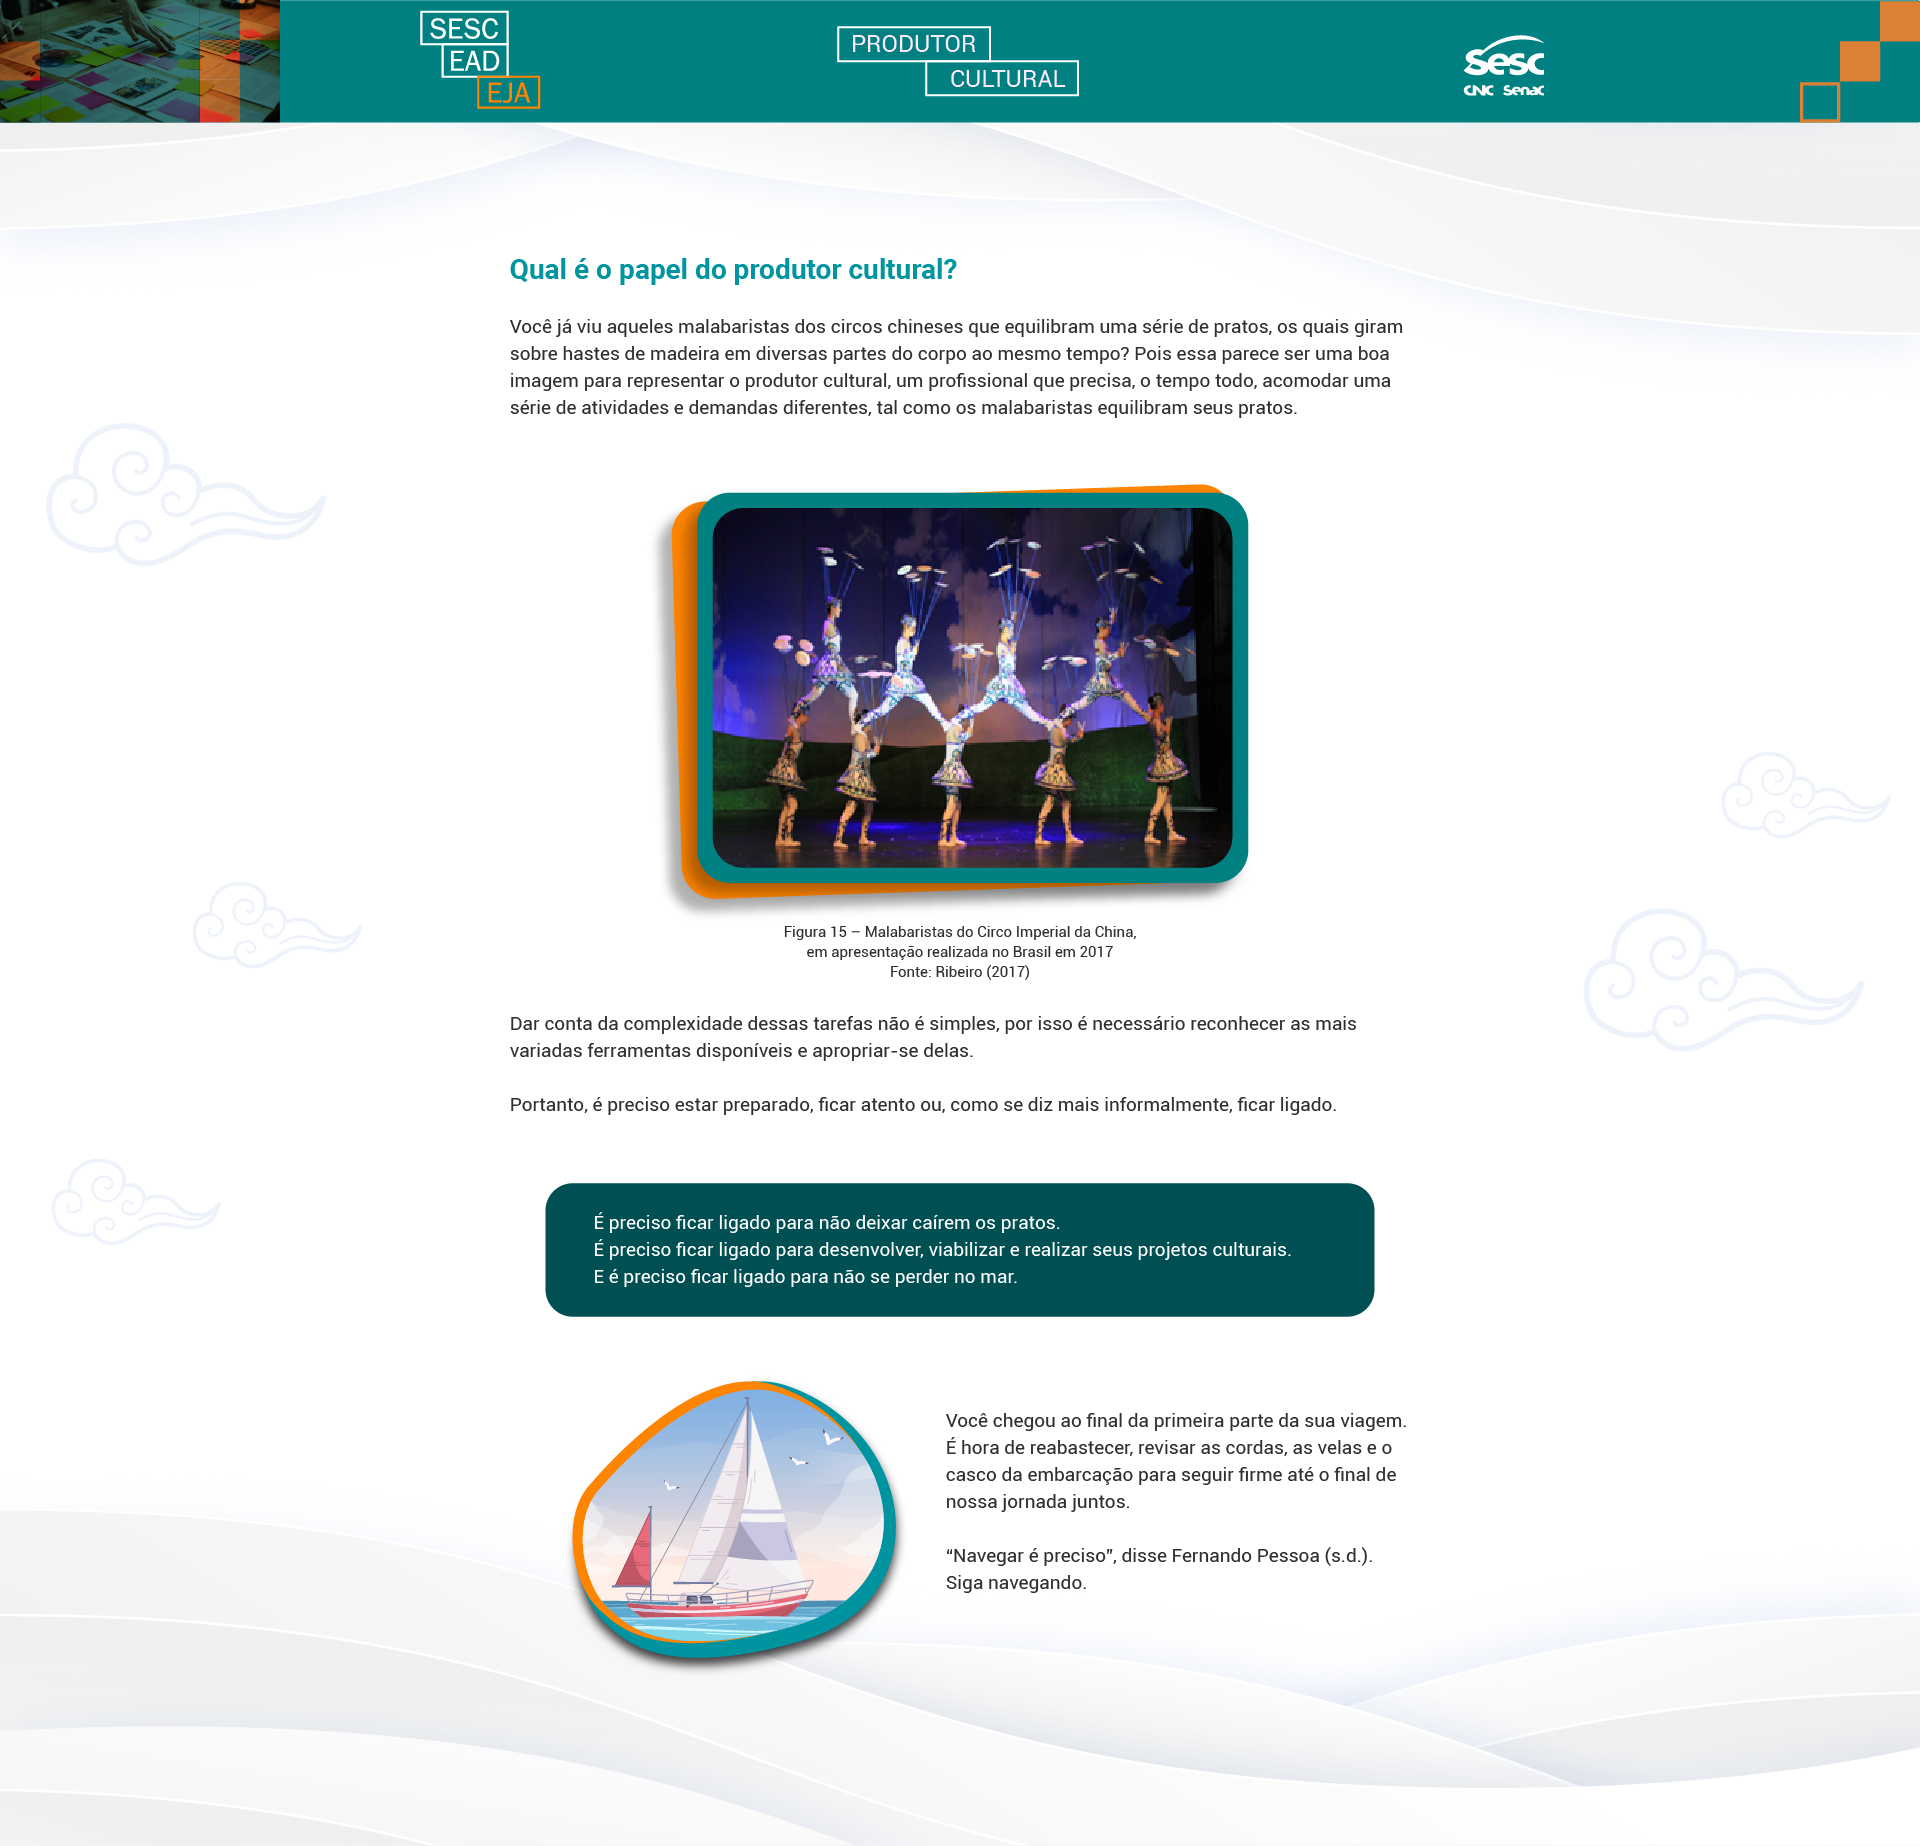 SESC
EAD
EJA
PRODUTOR
CULTURAL
Sesc
CNC Senac
Qual é o papel do produtor cultural?
Você já viu aqueles malabaristas dos circos chineses que equilibram uma série de pratos, os quais giram
sobre hastes de madeira em diversas partes do corpo ao mesmo tempo? Pois essa parece ser uma boa
imagem para representar o produtor cultural, um profissional que precisa, o tempo todo, acomodar uma
série de atividades e demandas diferentes, tal como os malabaristas equilibram seus pratos.
Figura 15 – Malabaristas do Circo Imperial da China,
em apresentação realizada no Brasil em 2017
Fonte: Ribeiro (2017)
Dar conta da complexidade dessas tarefas não é simples, por isso é necessário reconhecer as mais
variadas ferramentas disponíveis e apropriar-se delas.
Portanto, é preciso estar preparado, ficar atento ou, como se diz mais informalmente, ficar ligado.
É preciso ficar ligado para não deixar caírem os pratos.
É preciso ficar ligado para desenvolver, viabilizar e realizar seus projetos culturais.
E é preciso ficar ligado para não se perder no mar.
Você chegou ao final da primeira parte da sua viagem.
É hora de reabastecer, revisar as cordas, as velas e o
casco da embarcação para seguir firme até o final de
nossa jornada juntos.
“Navegar é preciso”, disse Fernando Pessoa (s.d.).
Siga navegando.